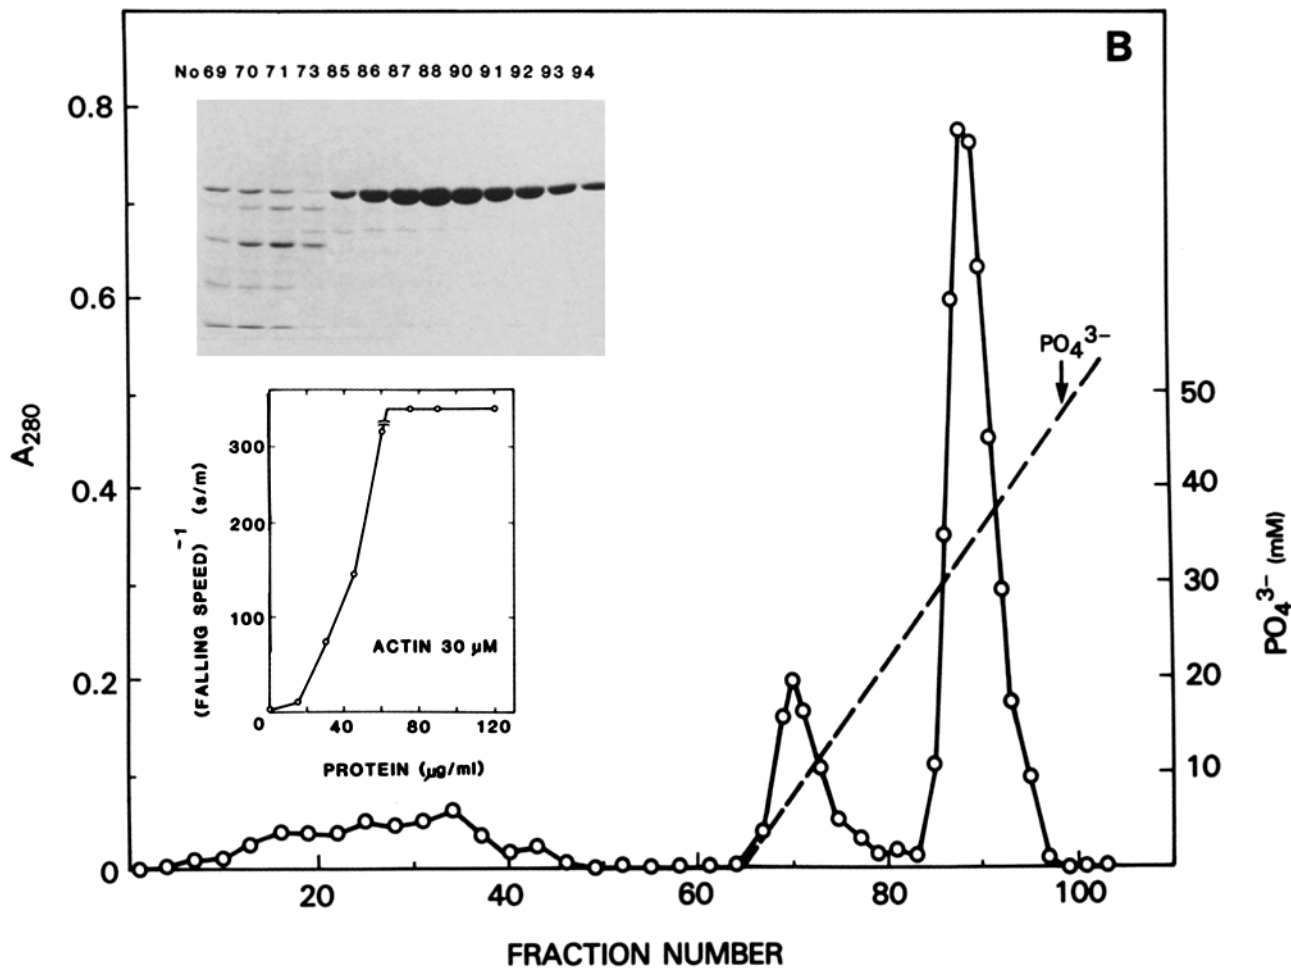 B
No 69 70 71 73 85 86 87 88 90 91 92 93 94
0.8
0.6
0.4
0.2
0
A280
300
200
100
0
40
80
120
(FALLING SPEED)⁻¹ (s/m)
ACTIN 30 µM
PROTEIN (µg/ml)
PO₄³⁻
50
40
30
20
10
PO₄³⁻ (mM)
20
40
60
80
100
FRACTION NUMBER